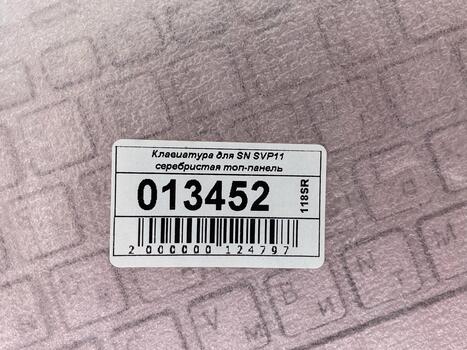 Клавиатура для SN SVP11
серебристая топ-панель
013452
118SR
2 000000 124797
V B N M
М И